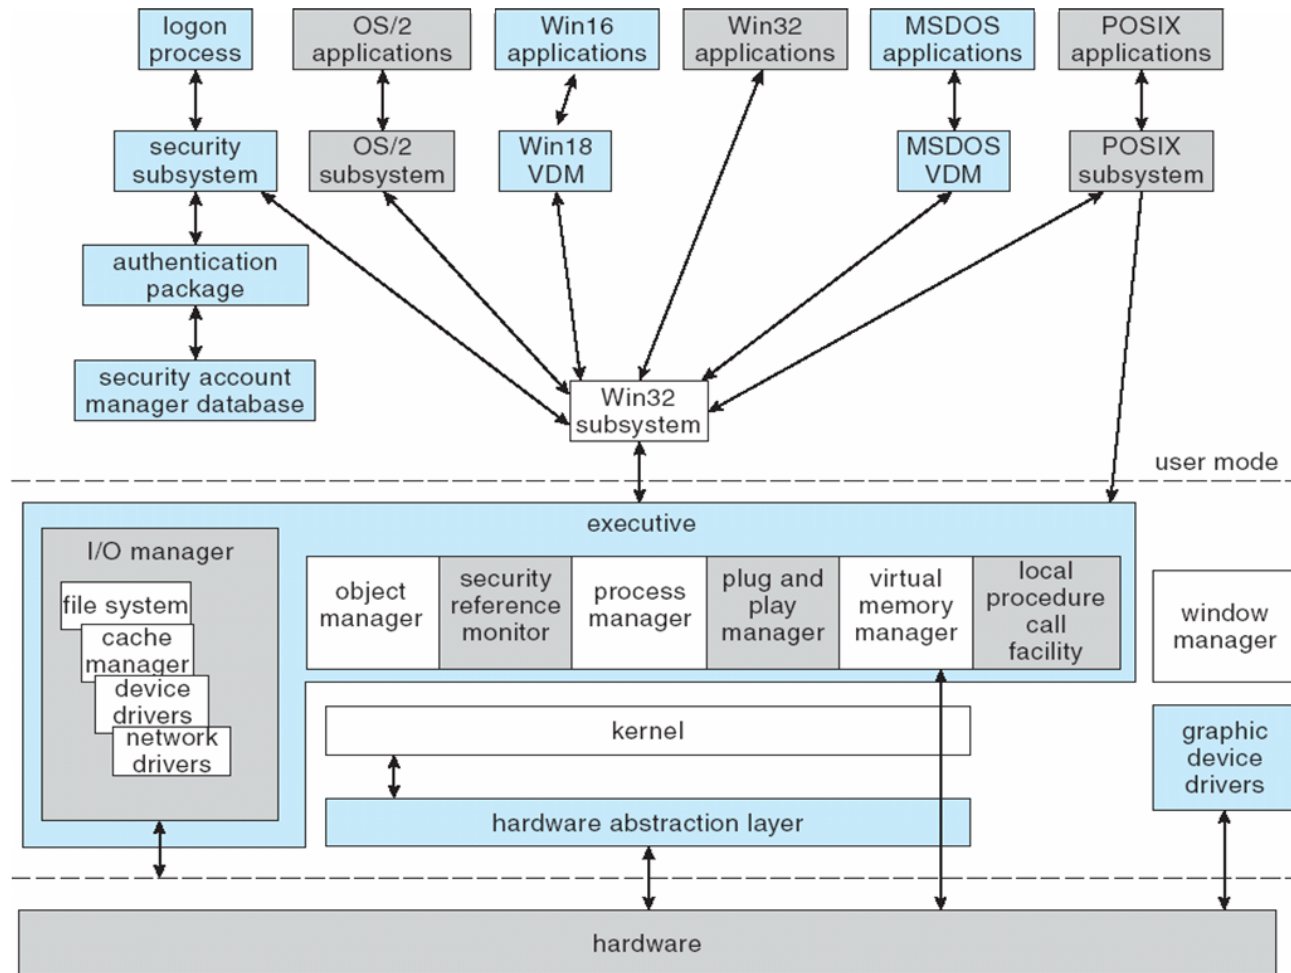 logon
process
OS/2
applications
Win16
applications
Win32
applications
MSDOS
applications
POSIX
applications
security
subsystem
OS/2
subsystem
Win18
VDM
MSDOS
VDM
POSIX
subsystem
authentication
package
security account
manager database
Win32
subsystem
user mode
executive
I/O manager
file system
cache
manager
device
drivers
network
drivers
object
manager
security
reference
monitor
process
manager
plug and
play
manager
virtual
memory
manager
local
procedure
call
facility
window
manager
kernel
graphic
device
drivers
hardware abstraction layer
hardware